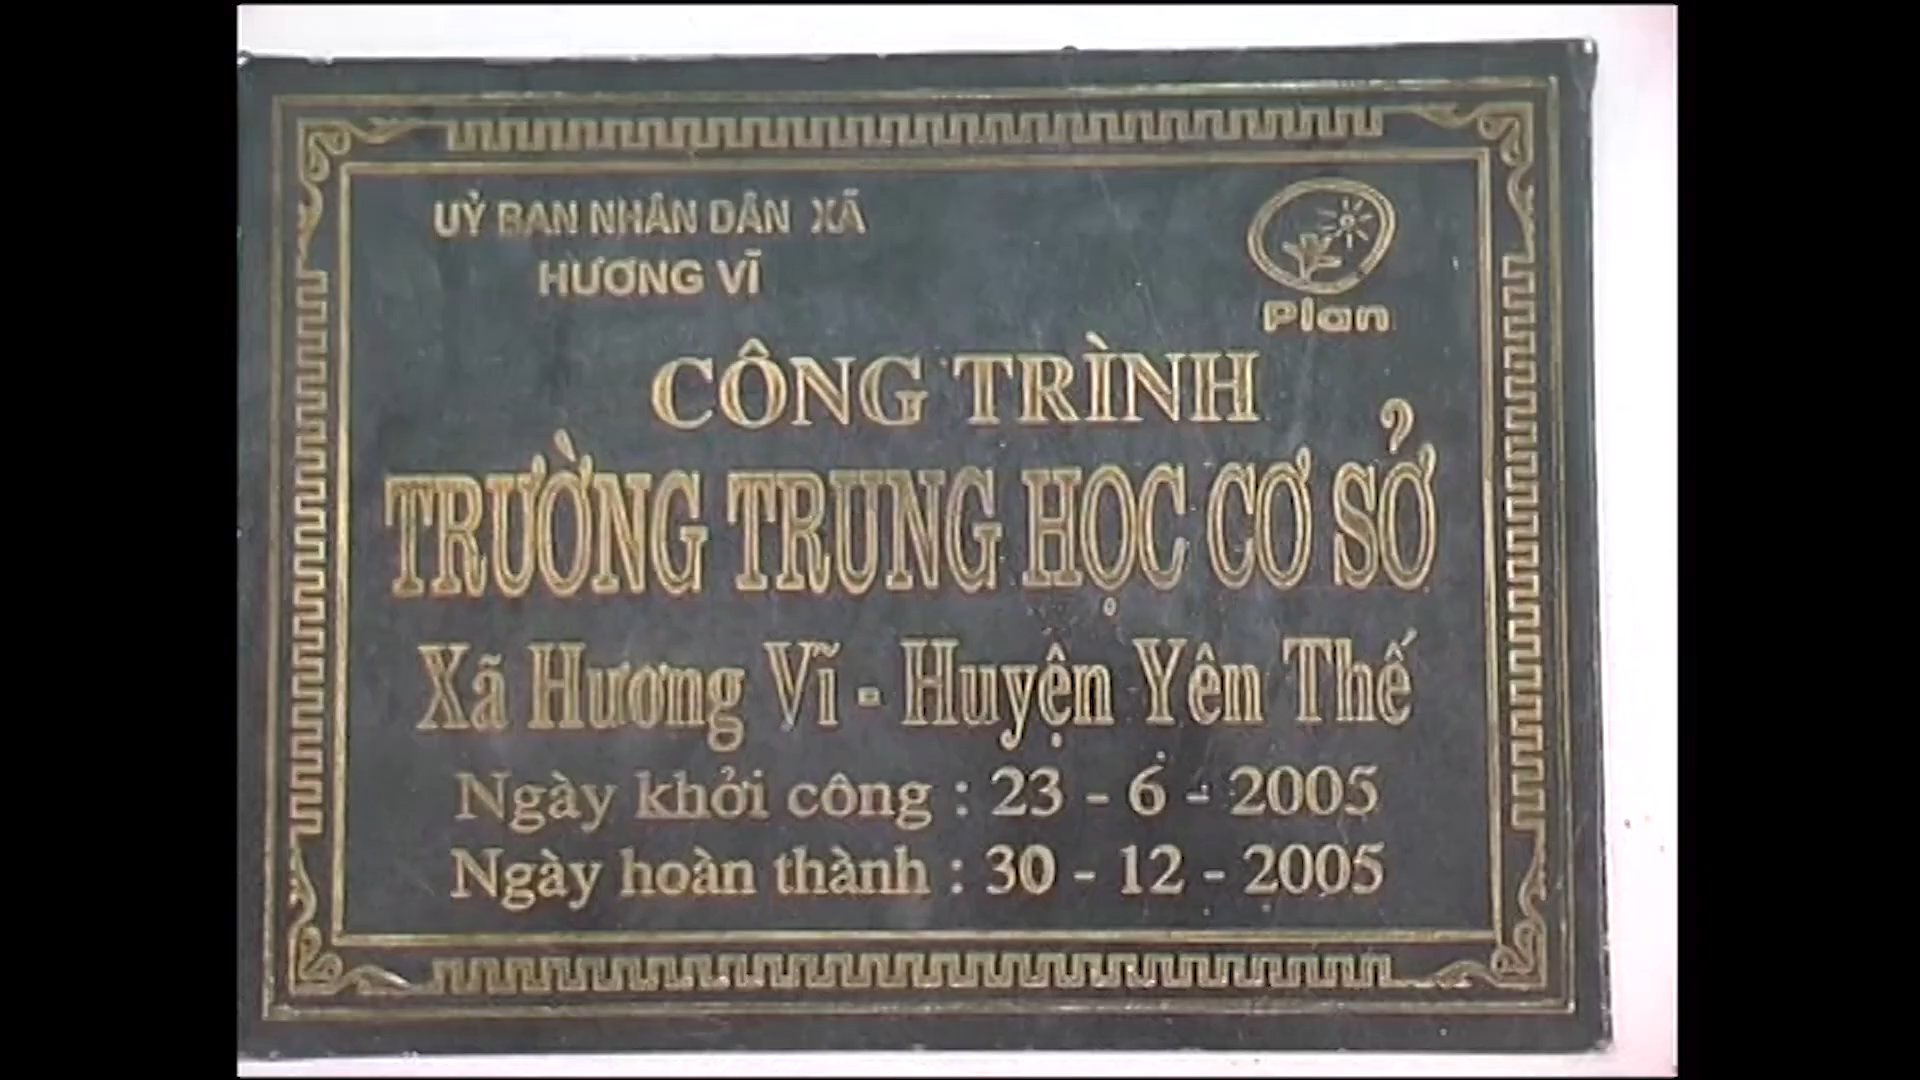 UỶ BAN NHÂN DÂN XÃ
HƯƠNG VĨ
Plan
CÔNG TRÌNH
TRƯỜNG TRUNG HỌC CƠ SỞ
Xã Hương Vĩ - Huyện Yên Thế
Ngày khởi công : 23 - 6 - 2005
Ngày hoàn thành : 30 - 12 - 2005